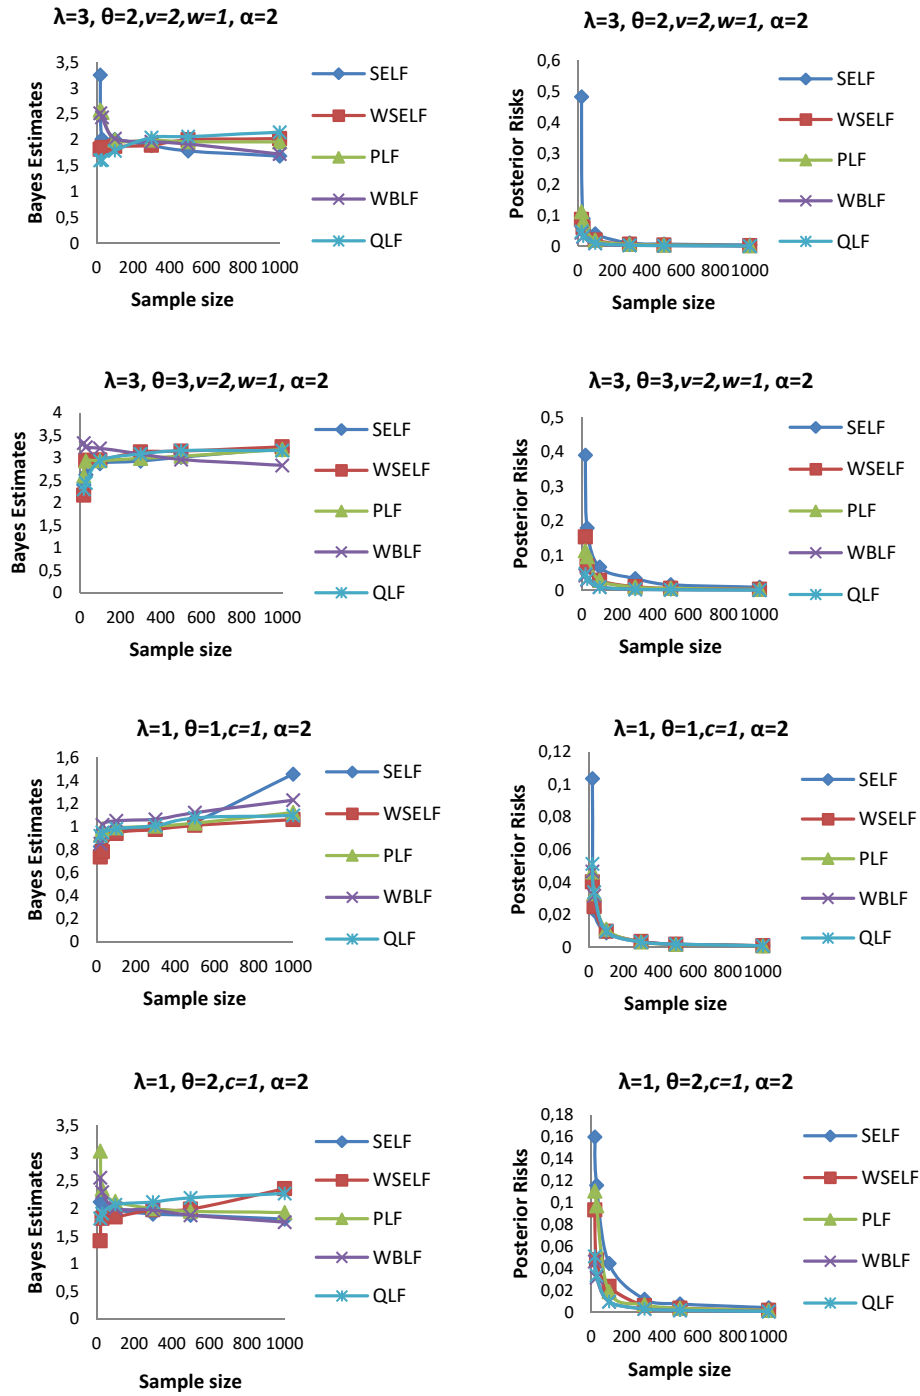 λ=3, θ=2,v=2,w=1, α=2
Bayes Estimates
3,5
3
2,5
2
1,5
1
0,5
0
0 200 400 600 800 1000
Sample size
SELF
WSELF
PLF
WBLF
QLF
λ=3, θ=2,v=2,w=1, α=2
Posterior Risks
0,6
0,5
0,4
0,3
0,2
0,1
0
0 200 400 600 800 1000
Sample size
SELF
WSELF
PLF
WBLF
QLF
λ=3, θ=3,v=2,w=1, α=2
Bayes Estimates
4
3,5
3
2,5
2
1,5
1
0,5
0
0 200 400 600 800 1000
Sample size
SELF
WSELF
PLF
WBLF
QLF
λ=3, θ=3,v=2,w=1, α=2
Posterior Risks
0,5
0,4
0,3
0,2
0,1
0
0 200 400 600 800 1000
Sample size
SELF
WSELF
PLF
WBLF
QLF
λ=1, θ=1,c=1, α=2
Bayes Estimates
1,6
1,4
1,2
1
0,8
0,6
0,4
0,2
0
0 200 400 600 800 1000
Sample size
SELF
WSELF
PLF
WBLF
QLF
λ=1, θ=1,c=1, α=2
Posterior Risks
0,12
0,1
0,08
0,06
0,04
0,02
0
0 200 400 600 800 1000
Sample size
SELF
WSELF
PLF
WBLF
QLF
λ=1, θ=2,c=1, α=2
Bayes Estimates
3,5
3
2,5
2
1,5
1
0,5
0
0 200 400 600 800 1000
Sample size
SELF
WSELF
PLF
WBLF
QLF
λ=1, θ=2,c=1, α=2
Posterior Risks
0,18
0,16
0,14
0,12
0,1
0,08
0,06
0,04
0,02
0
0 200 400 600 800 1000
Sample size
SELF
WSELF
PLF
WBLF
QLF